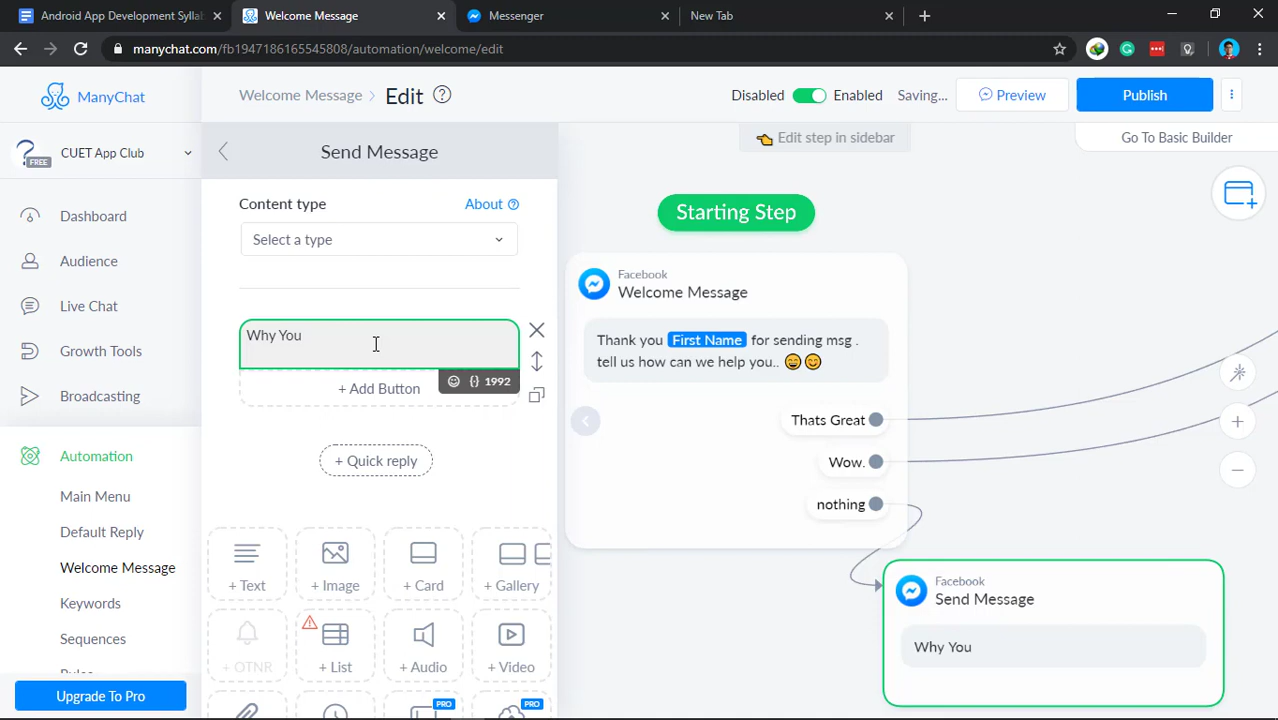 Android App Development Syllab
Welcome Message
Messenger
New Tab
manychat.com/fb1947186165545808/automation/welcome/edit
ManyChat
Welcome Message > Edit
Disabled
Enabled
Saving...
Preview
Publish
FREE
CUET App Club
Send Message
Edit step in sidebar
Go To Basic Builder
Dashboard
Audience
Live Chat
Growth Tools
Broadcasting
Automation
Main Menu
Default Reply
Welcome Message
Keywords
Sequences
Upgrade To Pro
Content type
About
Select a type
Why You
{} 1992
+ Add Button
+ Quick reply
+ Text
+ Image
+ Card
+ Gallery
+ OTNR
+ List
+ Audio
+ Video
PRO
PRO
Starting Step
Facebook
Welcome Message
Thank you First Name for sending msg .
tell us how can we help you.. 😄😊
Thats Great
Wow.
nothing
Facebook
Send Message
Why You